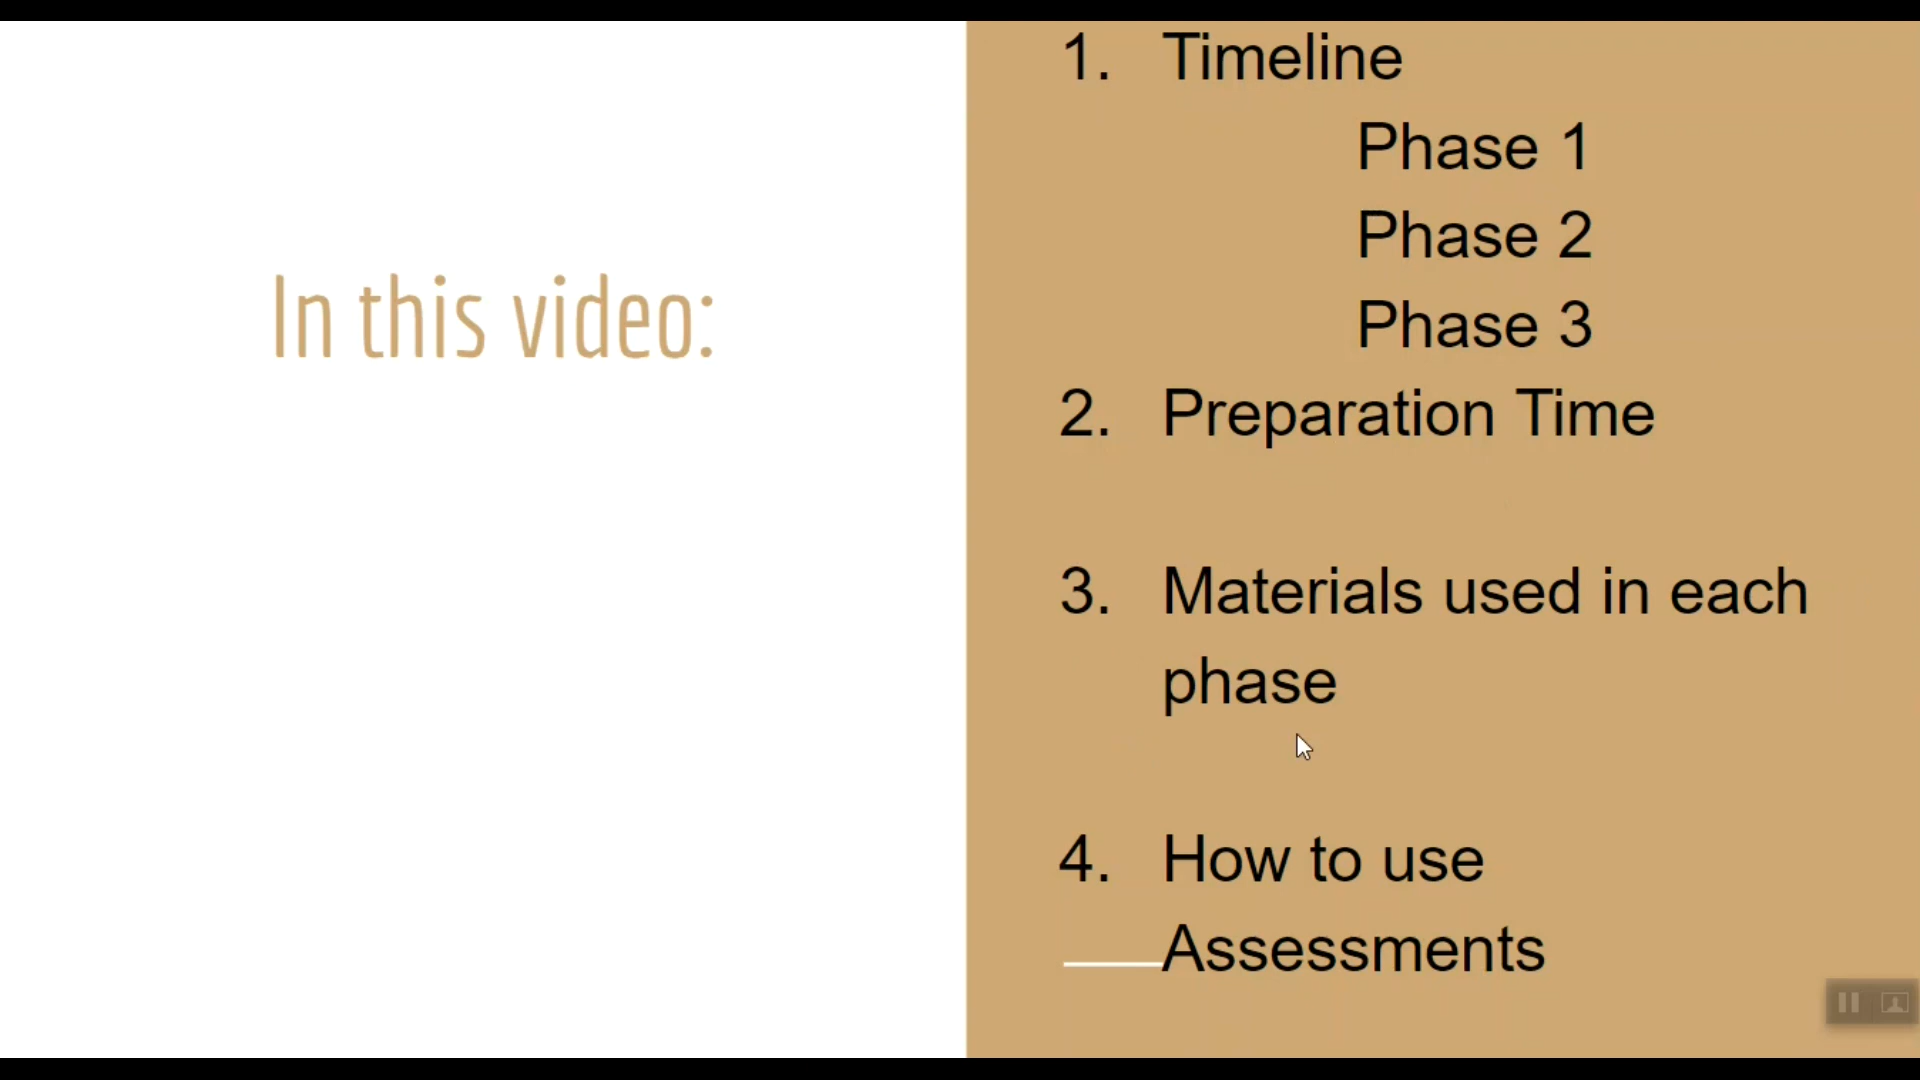 In this video:
1. Timeline
Phase 1
Phase 2
Phase 3
2. Preparation Time
3. Materials used in each
phase
4. How to use
Assessments